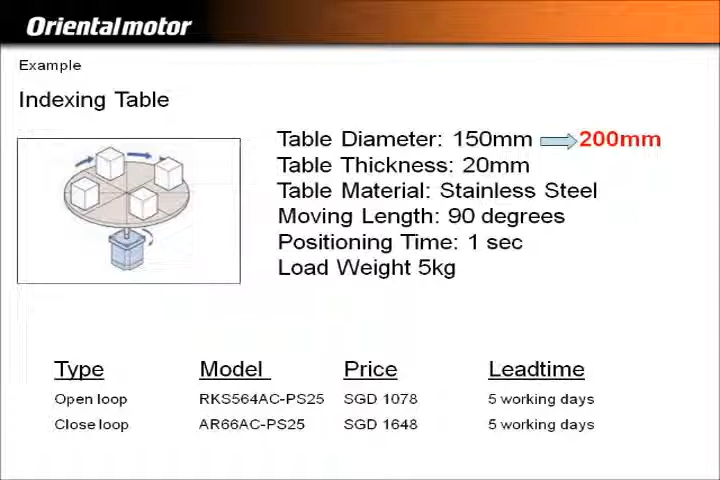 Orientalmotor
Example
Indexing Table
Table Diameter: 150mm 200mm
Table Thickness: 20mm
Table Material: Stainless Steel
Moving Length: 90 degrees
Positioning Time: 1 sec
Load Weight 5kg
Type Model Price Leadtime
Open loop RKS564AC-PS25 SGD 1078 5 working days
Close loop AR66AC-PS25 SGD 1648 5 working days